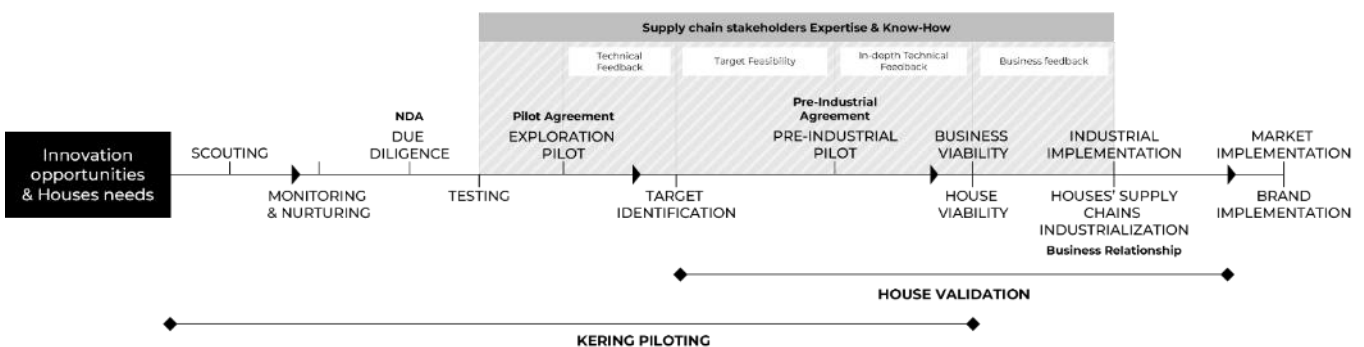 Supply chain stakeholders Expertise & Know-How
Technical
Feedback
Target Feasibility
In-depth Technical
Feedback
Business feedback
Innovation
opportunities
& Houses needs
SCOUTING
MONITORING
& NURTURING
NDA
DUE
DILIGENCE
TESTING
Pilot Agreement
EXPLORATION
PILOT
TARGET
IDENTIFICATION
Pre-Industrial
Agreement
PRE-INDUSTRIAL
PILOT
BUSINESS
VIABILITY
HOUSE
VIABILITY
INDUSTRIAL
IMPLEMENTATION
HOUSES' SUPPLY
CHAINS
INDUSTRIALIZATION
Business Relationship
MARKET
IMPLEMENTATION
BRAND
IMPLEMENTATION
HOUSE VALIDATION
KERING PILOTING